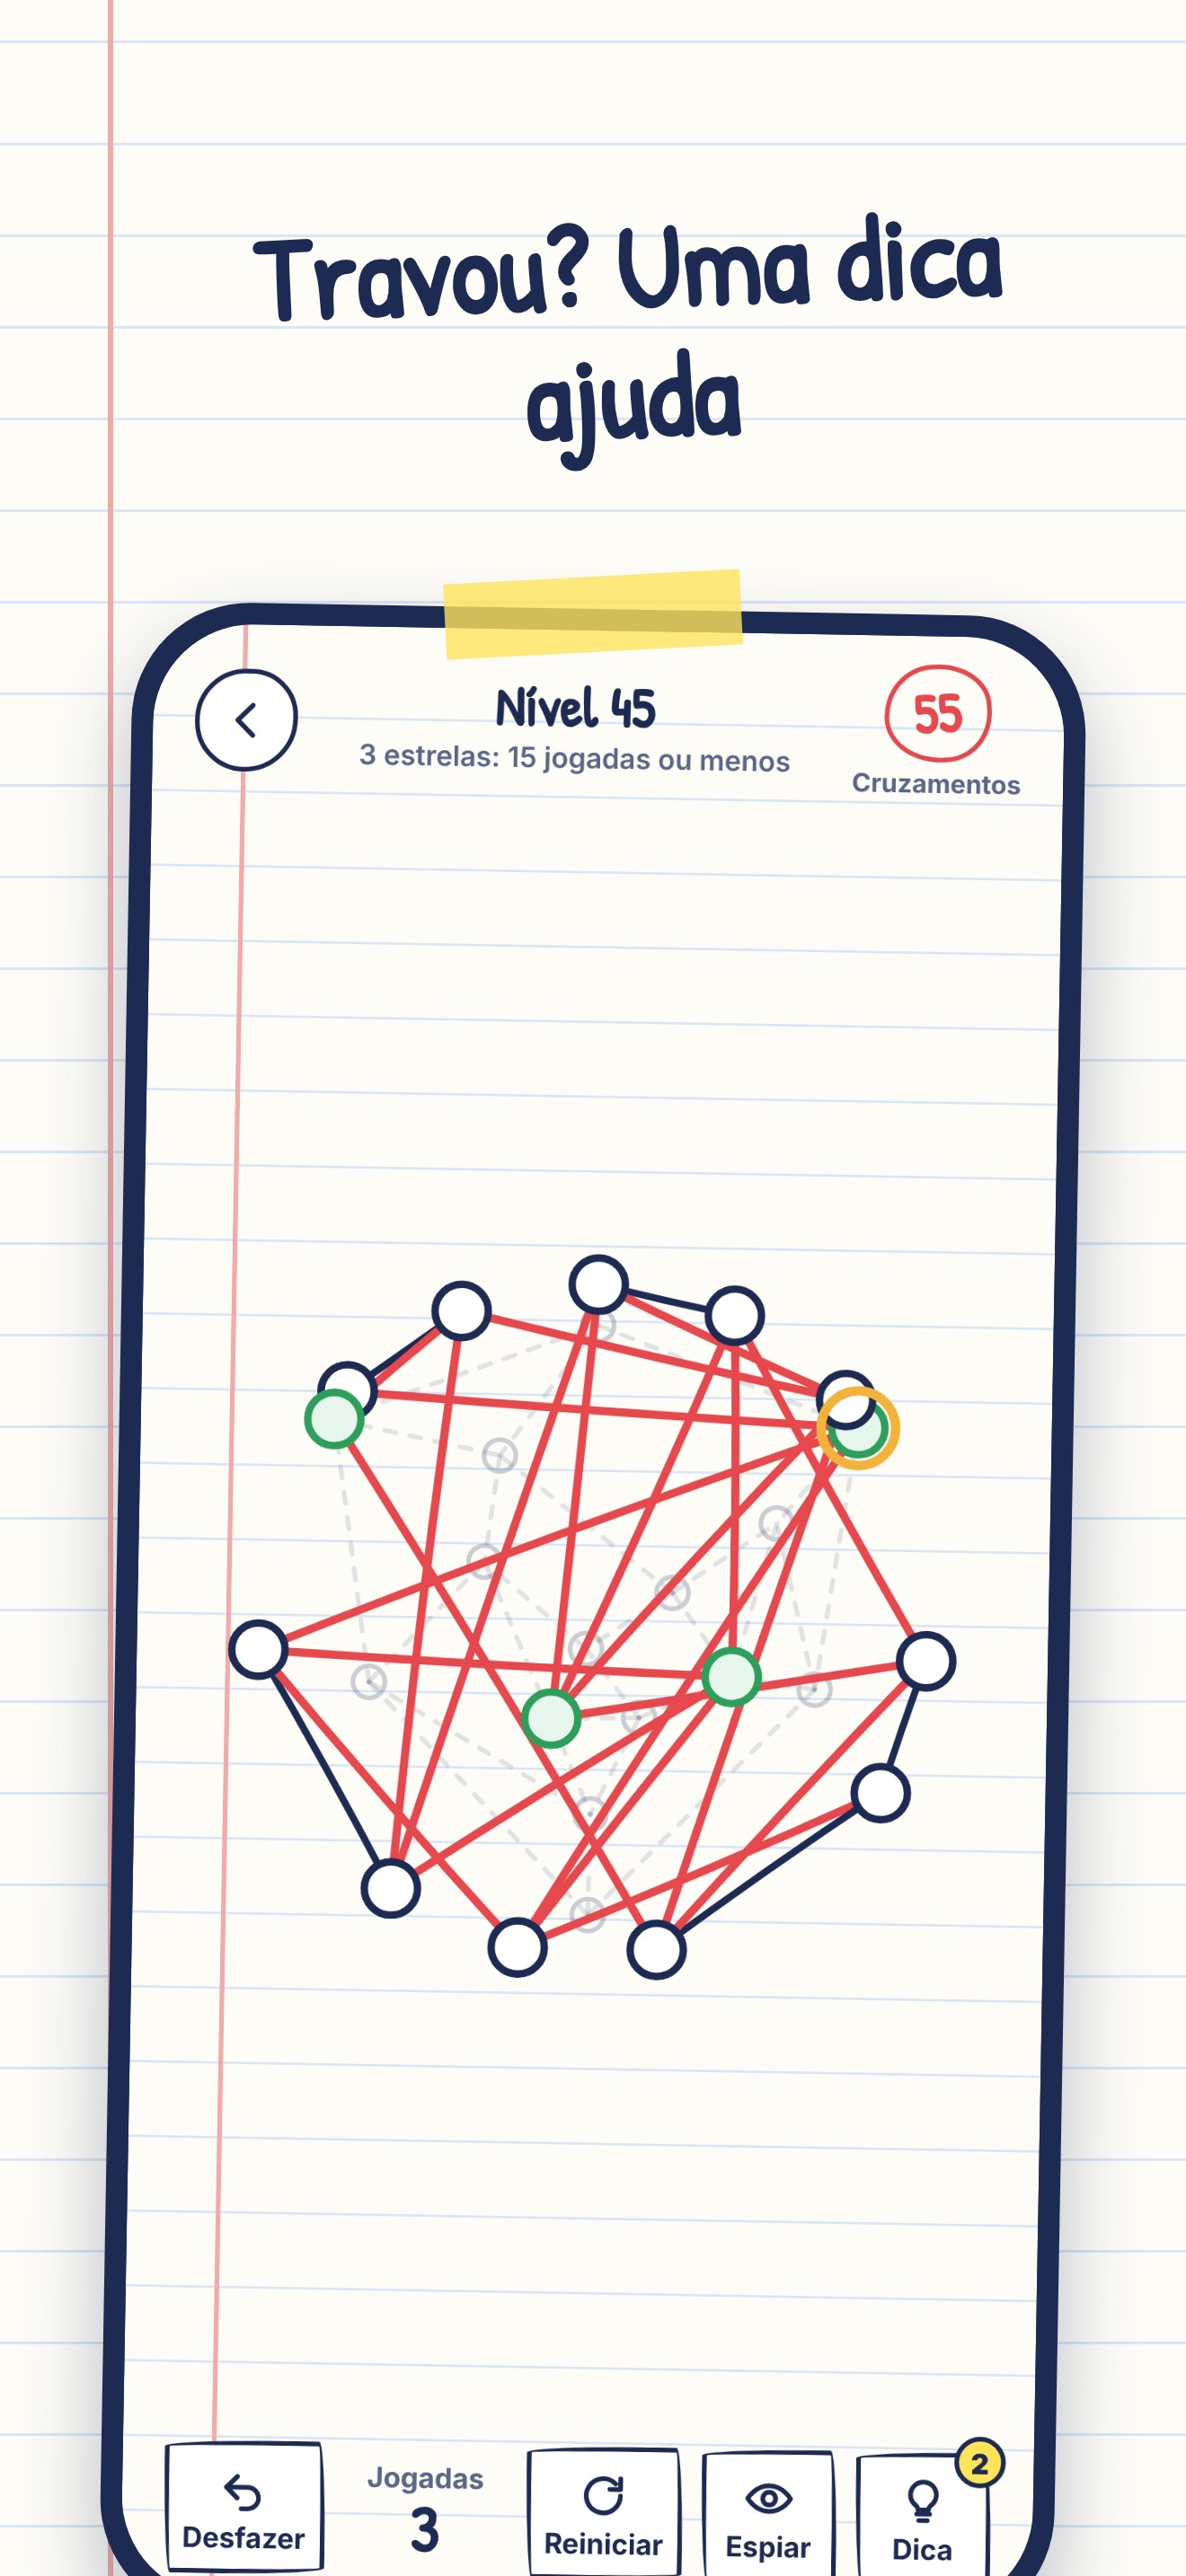 Travou? Uma dica
ajuda
Nível 45
3 estrelas: 15 jogadas ou menos
55
Cruzamentos
Desfazer
Jogadas
3
Reiniciar
Espiar
2
Dica